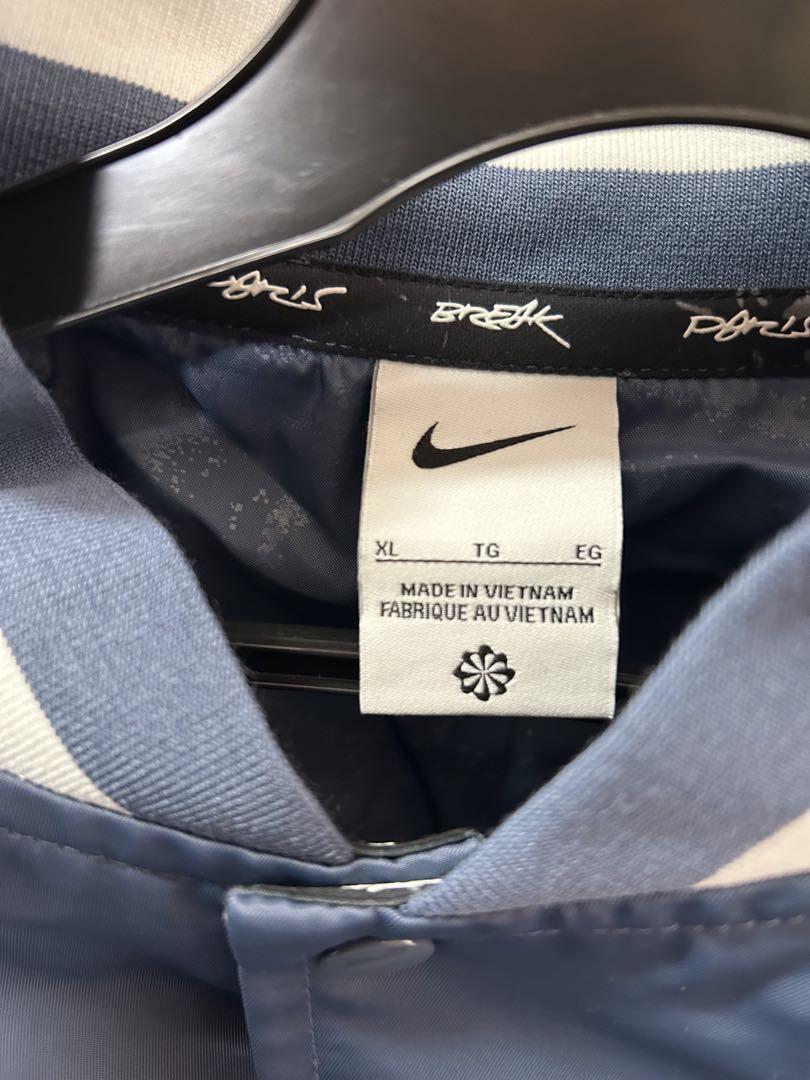 PARIS BREAK PARIS
XL TG EG
MADE IN VIETNAM
FABRIQUE AU VIETNAM